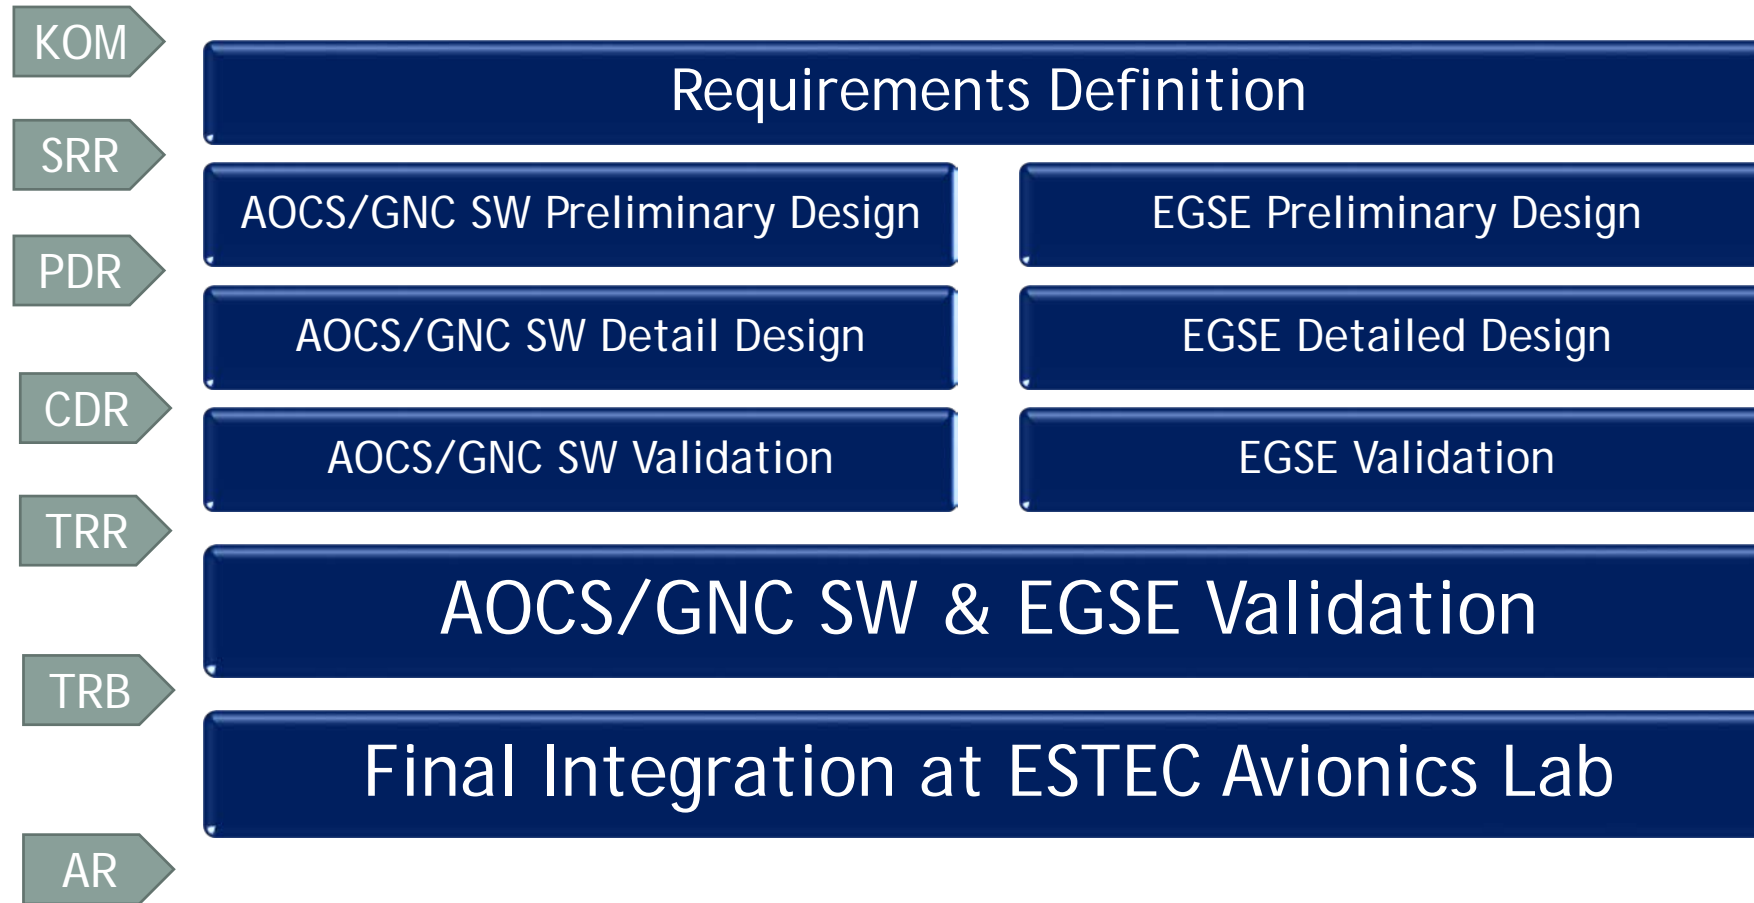 KOM
Requirements Definition
SRR
AOCS/GNC SW Preliminary Design
EGSE Preliminary Design
PDR
AOCS/GNC SW Detail Design
EGSE Detailed Design
CDR
AOCS/GNC SW Validation
EGSE Validation
TRR
AOCS/GNC SW & EGSE Validation
TRB
Final Integration at ESTEC Avionics Lab
AR